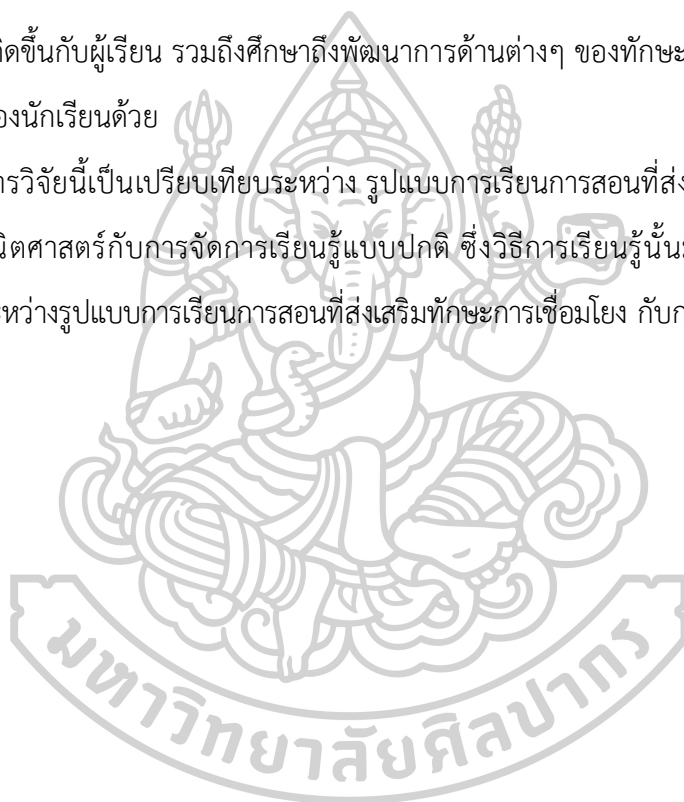 กิดขึ้นกับผู้เรียน รวมถึงศึกษาถึงพัฒนาการด้านต่างๆ ของทักษะ
องนักเรียนด้วย
ารวิจัยนี้เป็นเปรียบเทียบระหว่าง รูปแบบการเรียนการสอนที่ส่ง
นิตศาสตร์กับการจัดการเรียนรู้แบบปกติ ซึ่งวิธีการเรียนรู้นั้น
ะหว่างรูปแบบการเรียนการสอนที่ส่งเสริมทักษะการเชื่อมโยง กับก
มหาวิทยาลัยศิลปากร